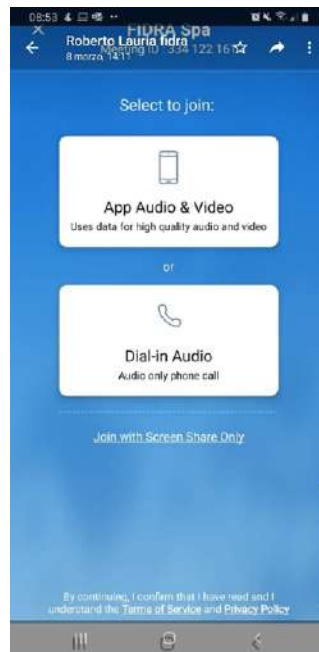 08:53
FIDRA Spa
Roberto Lauria fidra
Meeting ID 334 122 161
8 marzo, 14:11
Select to join:
App Audio & Video
Uses data for high quality audio and video
or
Dial-in Audio
Audio only phone call
Join with Screen Share Only
By continuing, I confirm that I have read and I
understand the Terms of Service and Privacy Policy